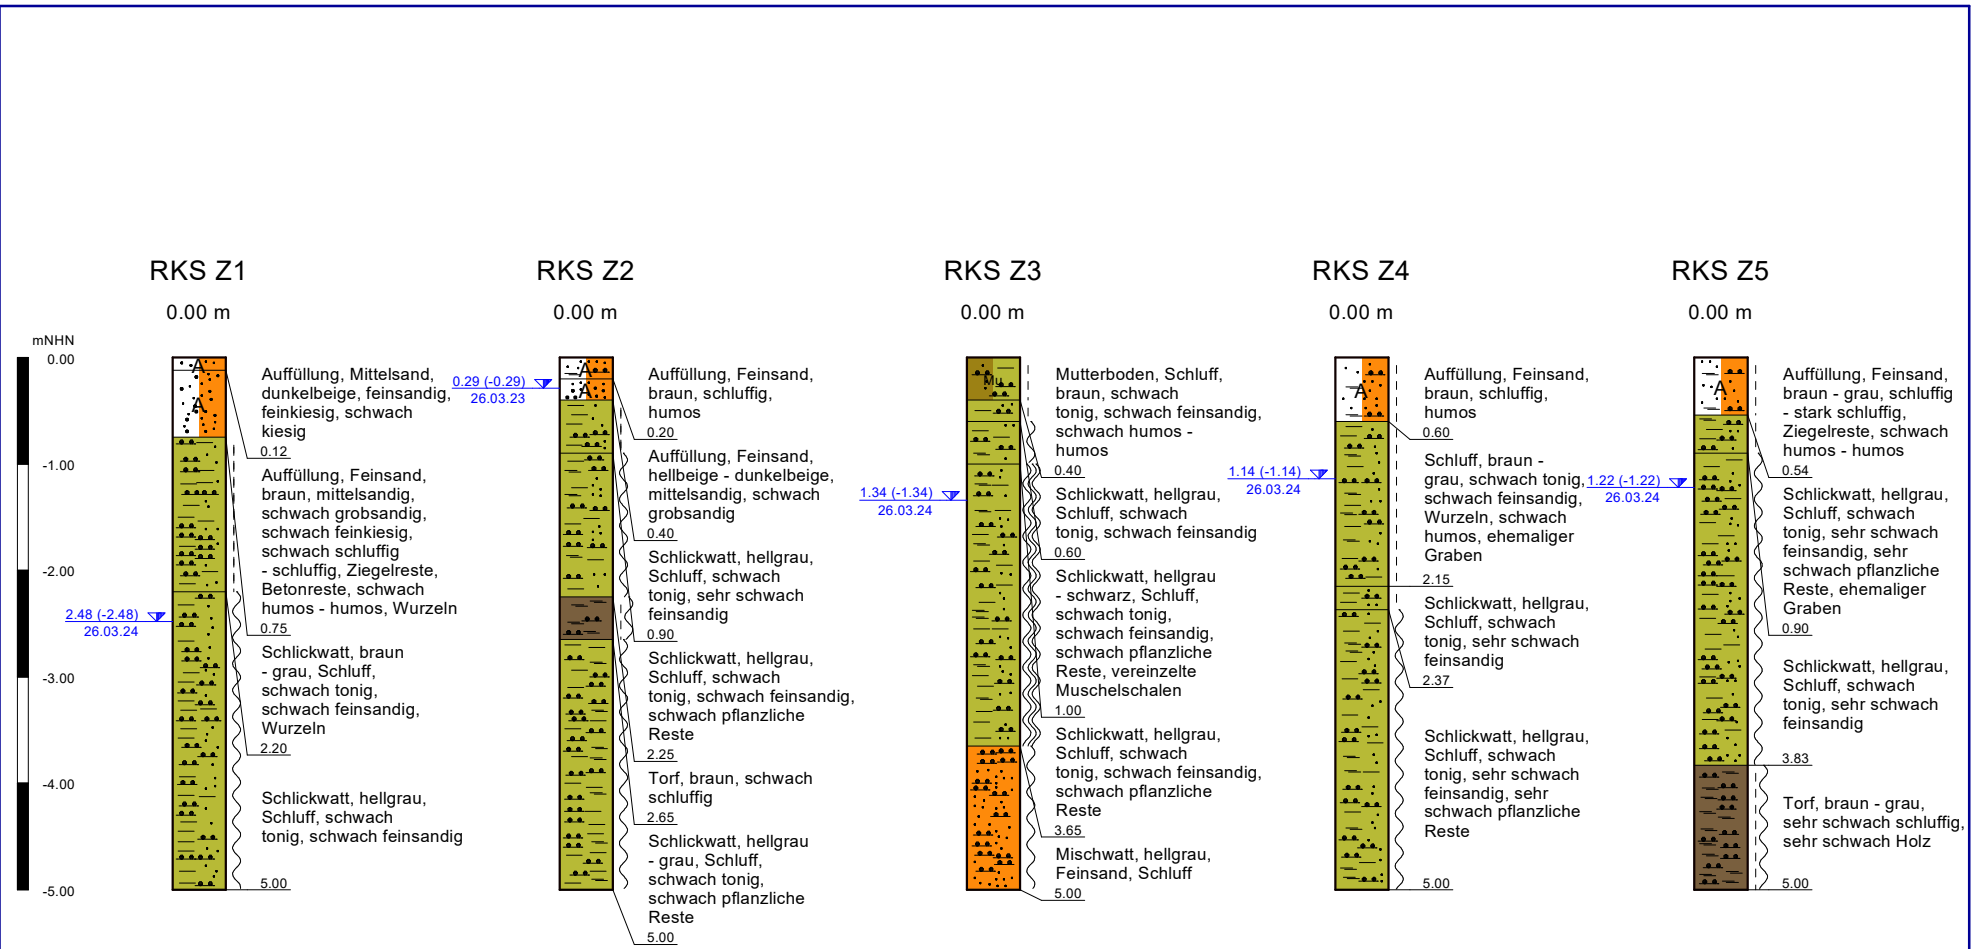 RKS Z1
0.00 m
RKS Z2
0.00 m
RKS Z3
0.00 m
RKS Z4
0.00 m
RKS Z5
0.00 m
mNHN
0.00
-1.00
-2.00
-3.00
-4.00
-5.00
A
A
2.48 (-2.48)
26.03.24
Auffüllung, Mittelsand,
dunkelbeige, feinsandig,
feinkiesig, schwach
kiesig
0.12
Auffüllung, Feinsand,
braun, mittelsandig,
schwach grobsandig,
schwach feinkiesig,
schwach schluffig
- schluffig, Ziegelreste,
Betonreste, schwach
humos - humos, Wurzeln
0.75
Schlickwatt, braun
- grau, Schluff,
schwach tonig,
schwach feinsandig,
Wurzeln
2.20
Schlickwatt, hellgrau,
Schluff, schwach
tonig, schwach feinsandig
5.00
0.29 (-0.29)
26.03.23
A
A
Auffüllung, Feinsand,
braun, schluffig,
humos
0.20
Auffüllung, Feinsand,
hellbeige - dunkelbeige,
mittelsandig, schwach
grobsandig
0.40
Schlickwatt, hellgrau,
Schluff, schwach
tonig, sehr schwach
feinsandig
0.90
Schlickwatt, hellgrau,
Schluff, schwach
tonig, schwach feinsandig,
schwach pflanzliche
Reste
2.25
Torf, braun, schwach
schluffig
2.65
Schlickwatt, hellgrau
- grau, Schluff,
schwach tonig,
schwach pflanzliche
Reste
5.00
1.34 (-1.34)
26.03.24
Mu
Mutterboden, Schluff,
braun, schwach
tonig, schwach feinsandig,
schwach humos -
humos
0.40
Schlickwatt, hellgrau,
Schluff, schwach
tonig, schwach feinsandig
0.60
Schlickwatt, hellgrau
- schwarz, Schluff,
schwach tonig,
schwach feinsandig,
schwach pflanzliche
Reste, vereinzelte
Muschelschalen
1.00
Schlickwatt, hellgrau,
Schluff, schwach
tonig, schwach feinsandig,
schwach pflanzliche
Reste
3.65
Mischwatt, hellgrau,
Feinsand, Schluff
5.00
1.14 (-1.14)
26.03.24
A
Auffüllung, Feinsand,
braun, schluffig,
humos
0.60
Schluff, braun -
grau, schwach tonig,
schwach feinsandig,
Wurzeln, schwach
humos, ehemaliger
Graben
2.15
Schlickwatt, hellgrau,
Schluff, schwach
tonig, sehr schwach
feinsandig
2.37
Schlickwatt, hellgrau,
Schluff, schwach
tonig, sehr schwach
feinsandig, sehr
schwach pflanzliche
Reste
5.00
1.22 (-1.22)
26.03.24
A
Auffüllung, Feinsand,
braun - grau, schluffig
- stark schluffig,
Ziegelreste, schwach
humos - humos
0.54
Schlickwatt, hellgrau,
Schluff, schwach
tonig, sehr schwach
feinsandig, sehr
schwach pflanzliche
Reste, ehemaliger
Graben
0.90
Schlickwatt, hellgrau,
Schluff, schwach
tonig, sehr schwach
feinsandig
3.83
Torf, braun - grau,
sehr schwach schluffig,
sehr schwach Holz
5.00